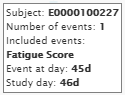 Subject: E0000100227
Number of events: 1
Included events:
Fatigue Score
Event at day: 45d
Study day: 46d